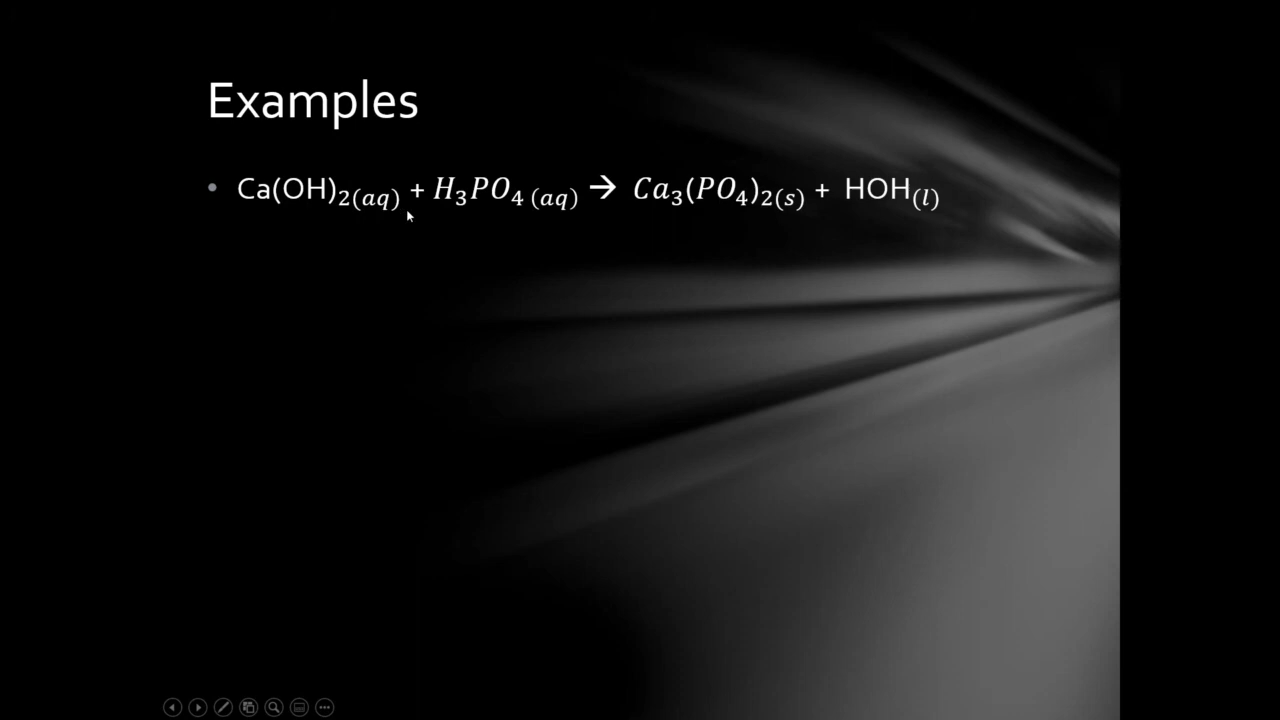 Examples
• Ca(OH)₂₍aq₎ + H₃PO₄ ₍aq₎ → Ca₃(PO₄)₂₍s₎ + HOH₍l₎